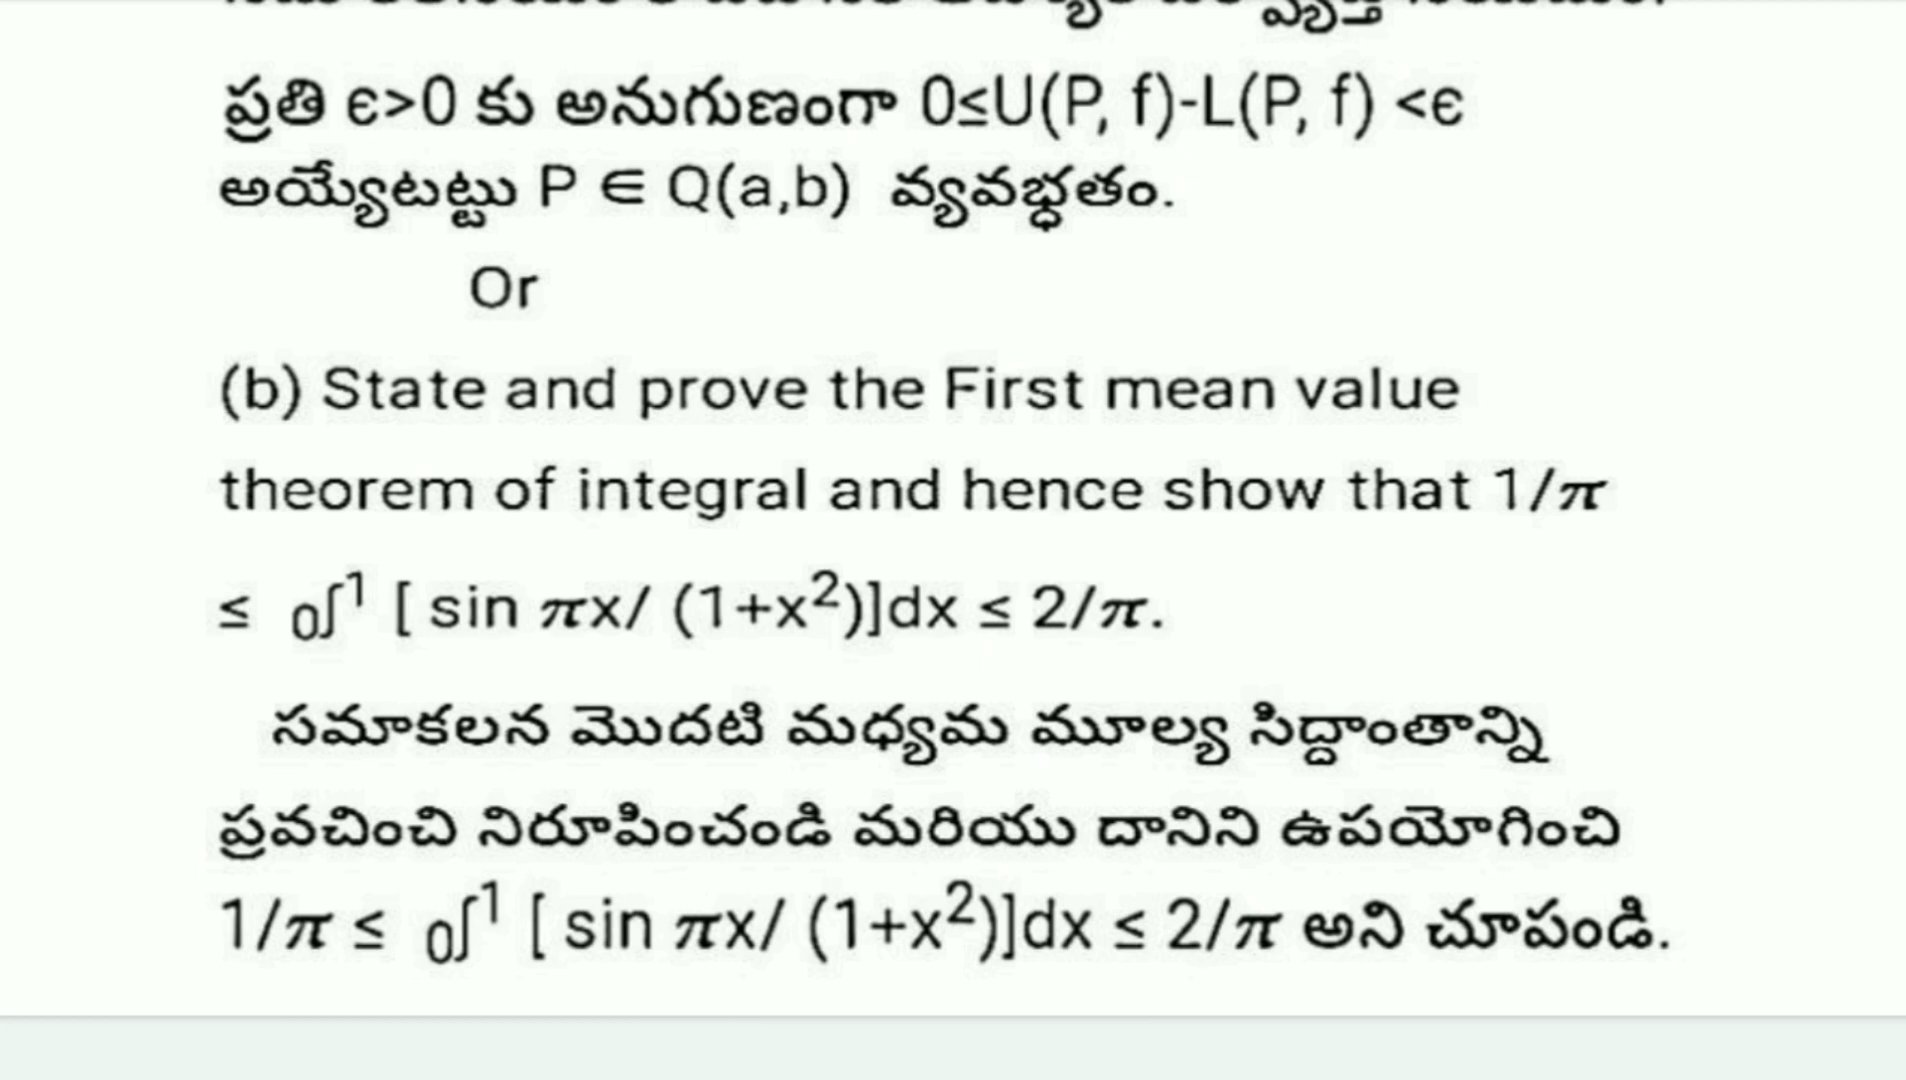 ప్రతి ϵ>0 కు అనుగుణంగా 0≤U(P, f)-L(P, f) <ϵ
అయ్యేటట్టు P ∈ Q(a,b) వ్యవభ్ధతం.
Or
(b) State and prove the First mean value
theorem of integral and hence show that 1/π
≤ ₀∫¹ [ sin πx/ (1+x²)]dx ≤ 2/π.
సమాకలన మొదటి మధ్యమ మూల్య సిద్దాంతాన్ని
ప్రవచించి నిరూపించండి మరియు దానిని ఉపయోగించి
1/π ≤ ₀∫¹ [ sin πx/ (1+x²)]dx ≤ 2/π అని చూపండి.